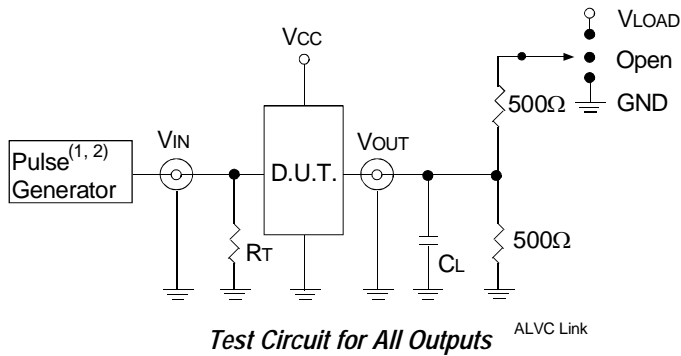 VLOAD
VCC
Open
500Ω
GND
VIN
VOUT
Pulse(1, 2)
Generator
D.U.T.
RT
CL
500Ω
Test Circuit for All Outputs
ALVC Link